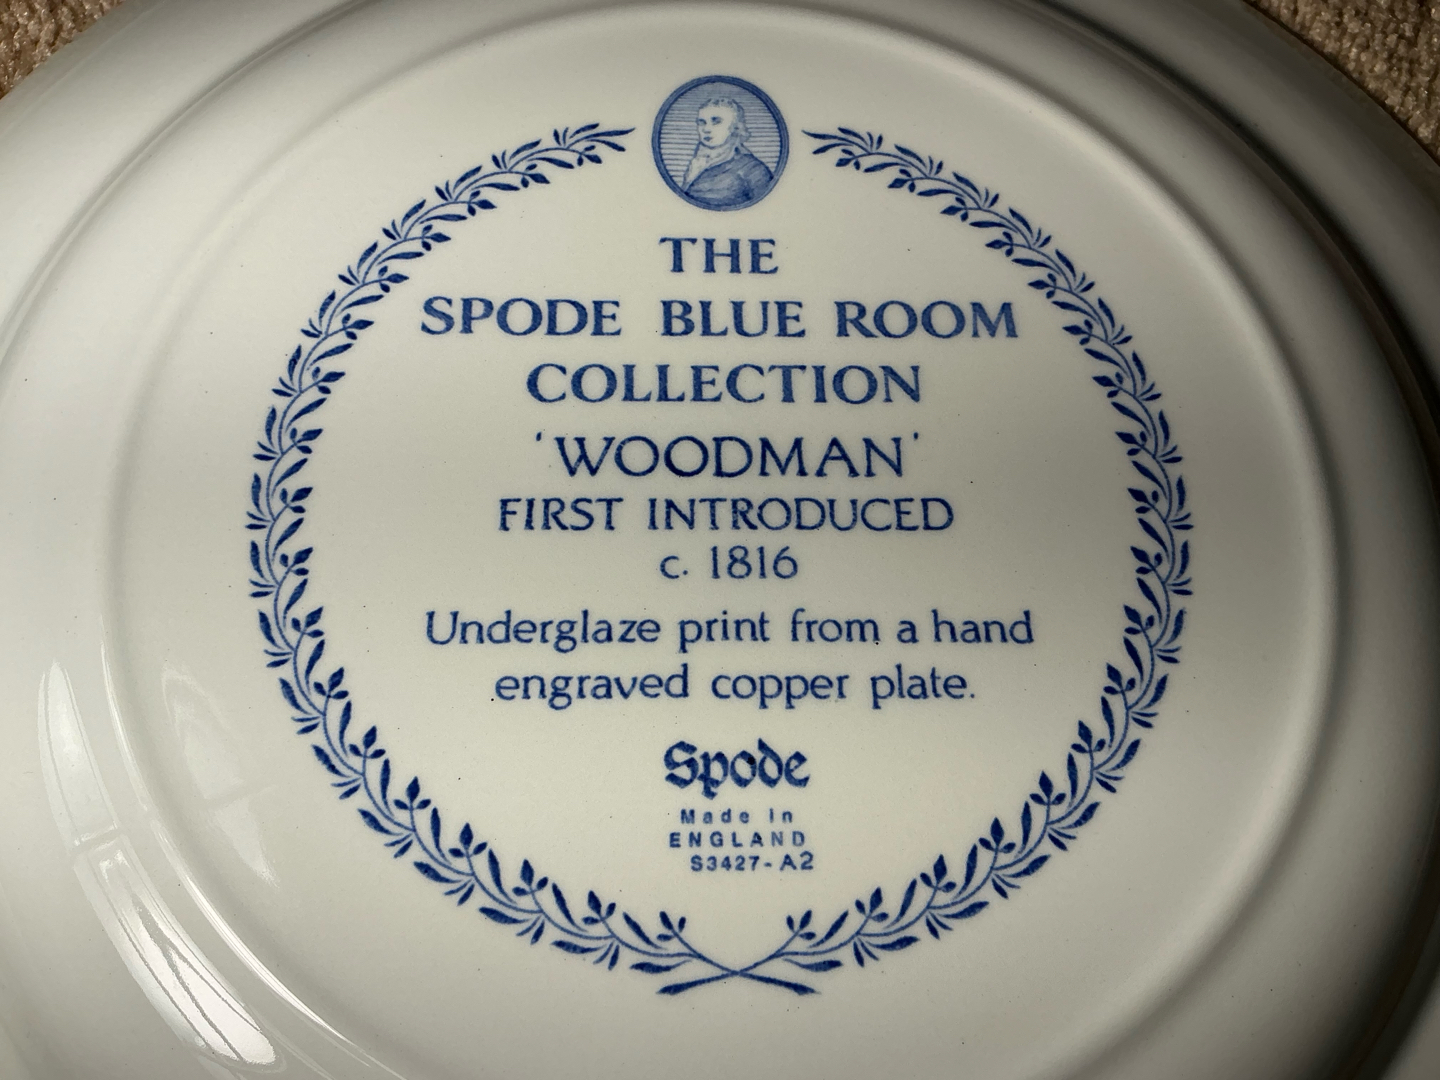 THE
SPODE BLUE ROOM
COLLECTION
'WOODMAN'
FIRST INTRODUCED
c. 1816
Underglaze print from a hand
engraved copper plate.
Spode
Made in
ENGLAND
S3427-A2